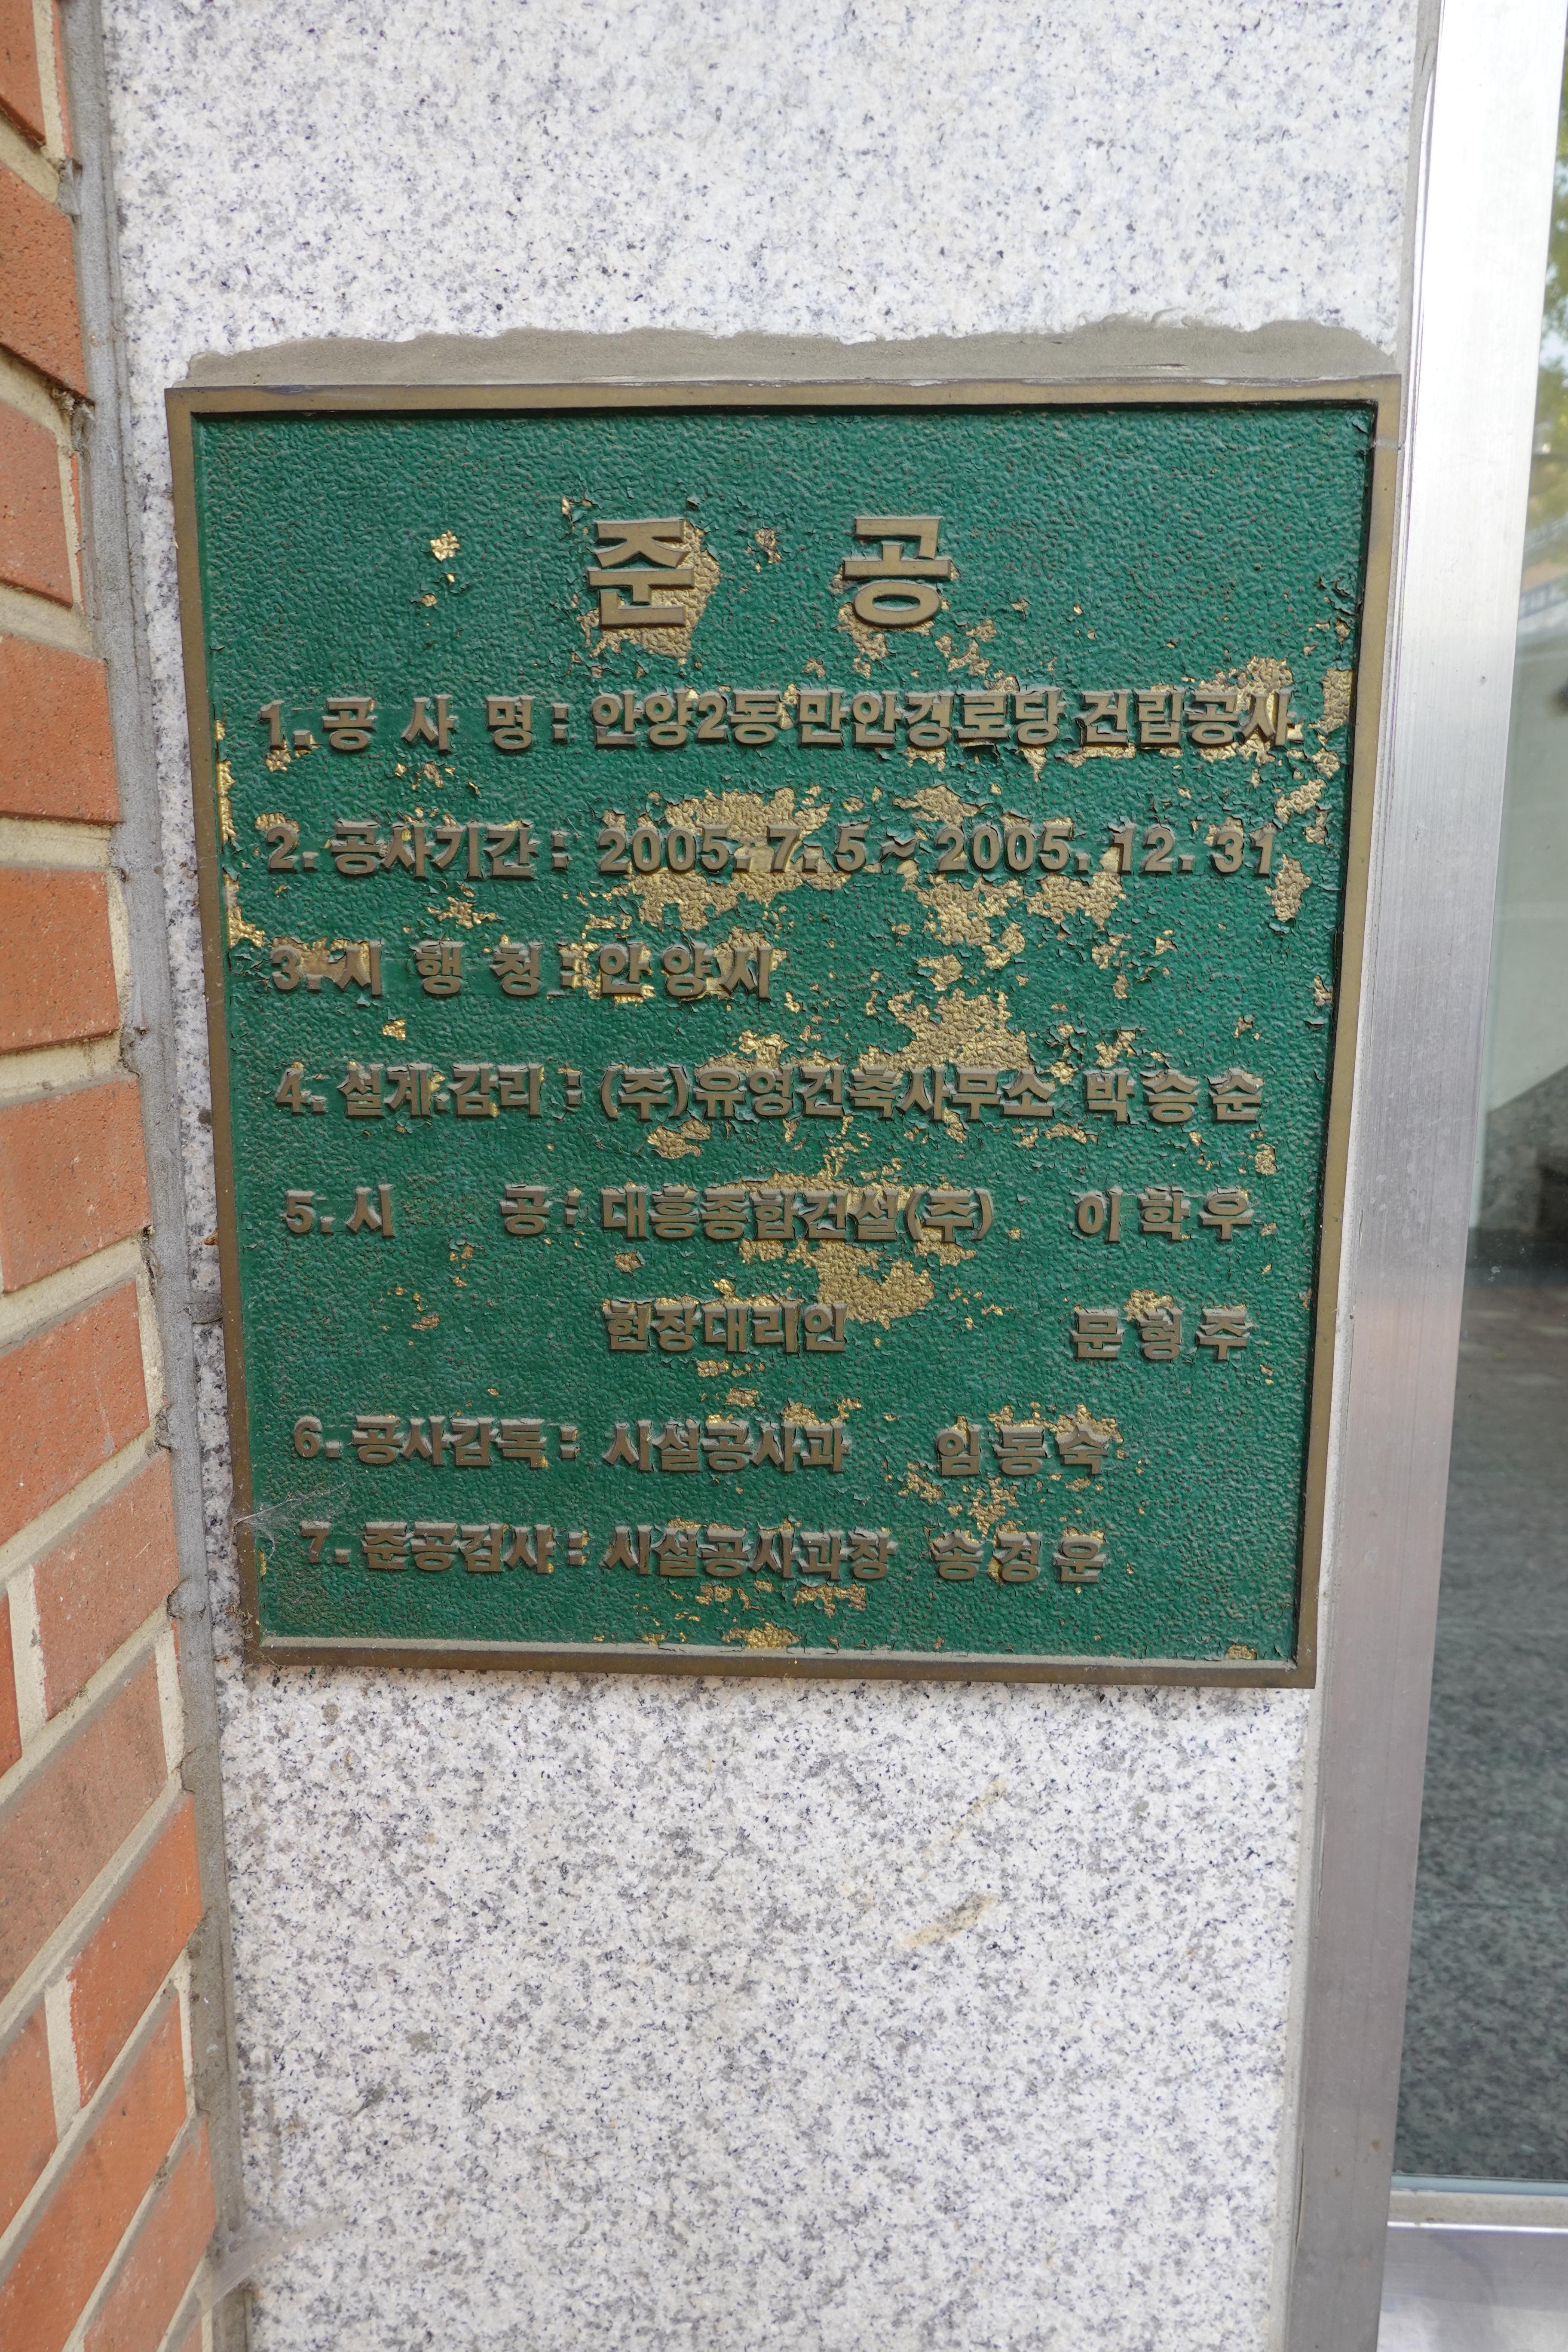 준 공
1. 공 사 명 : 안양2동 만안경로당 건립공사
2. 공사기간 : 2005. 7. 5 ~ 2005. 12. 31
3. 시 행 청 : 안양시
4. 설계.감리 : (주)유영건축사무소 박승순
5. 시 공 : 대흥종합건설(주) 이학우
현장대리인 문형주
6. 공사감독 : 시설공사과 임동숙
7. 준공검사 : 시설공사과장 송경운